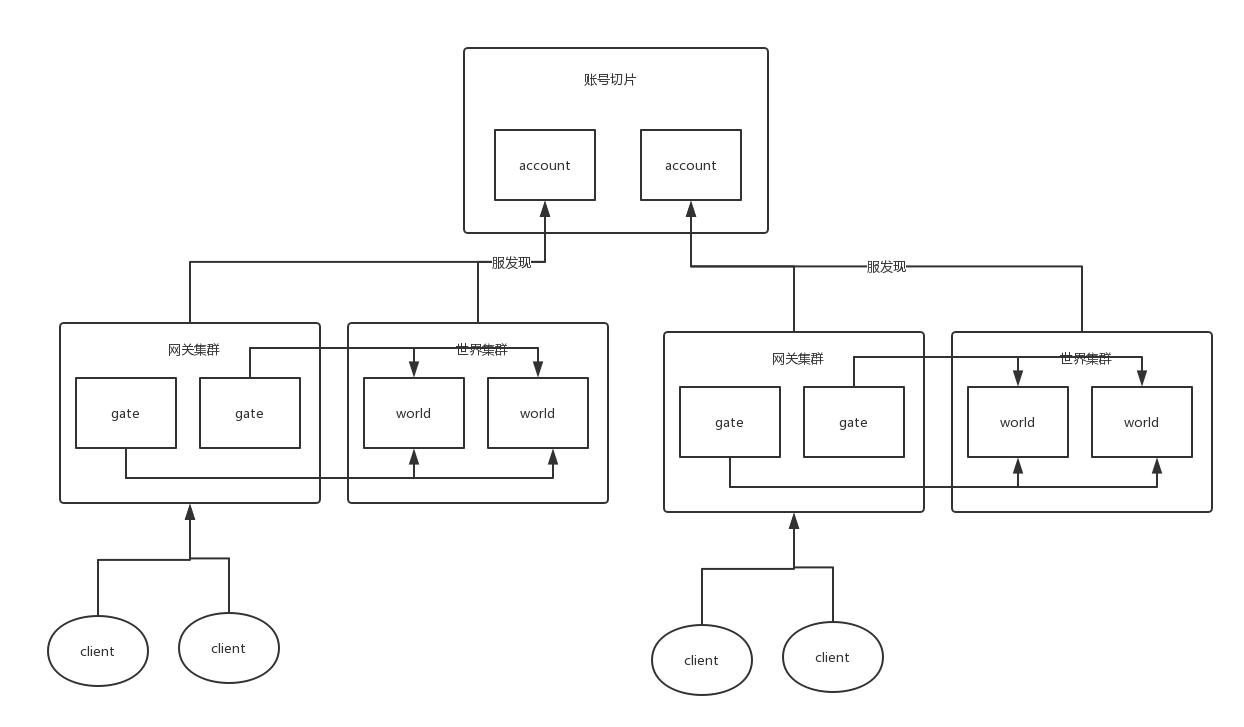 账号切片
account
account
服发现
服发现
网关集群
世界集群
gate
gate
world
world
网关集群
世界集群
gate
gate
world
world
client
client
client
client